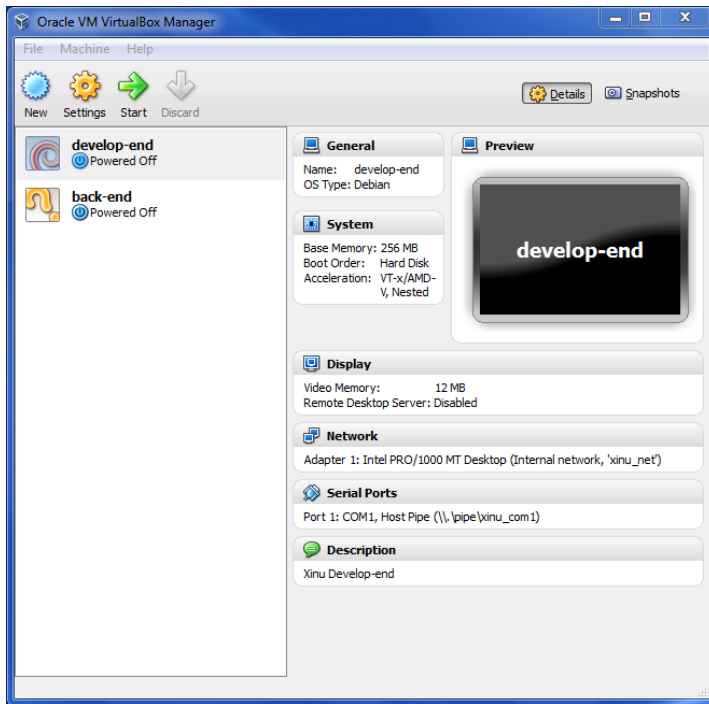 Oracle VM VirtualBox Manager
File Machine Help
New Settings Start Discard
Details Snapshots
develop-end
Powered Off
back-end
Powered Off
General
Name: develop-end
OS Type: Debian
System
Base Memory: 256 MB
Boot Order: Hard Disk
Acceleration: VT-x/AMD-
V, Nested
Preview
develop-end
Display
Video Memory: 12 MB
Remote Desktop Server: Disabled
Network
Adapter 1: Intel PRO/1000 MT Desktop (Internal network, 'xinu_net')
Serial Ports
Port 1: COM1, Host Pipe (\\.\pipe\xinu_com1)
Description
Xinu Develop-end